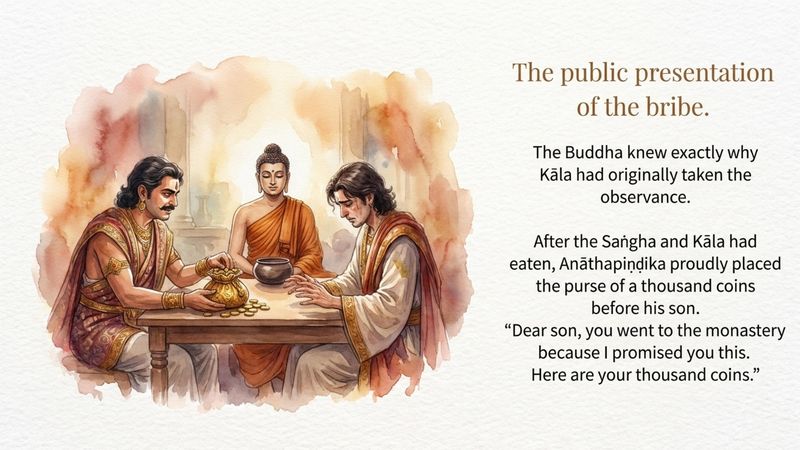 The public presentation
of the bribe.
The Buddha knew exactly why
Kāla had originally taken the
observance.
After the Saṅgha and Kāla had
eaten, Anāthapiṇḍika proudly placed
the purse of a thousand coins
before his son.
“Dear son, you went to the monastery
because I promised you this.
Here are your thousand coins.”